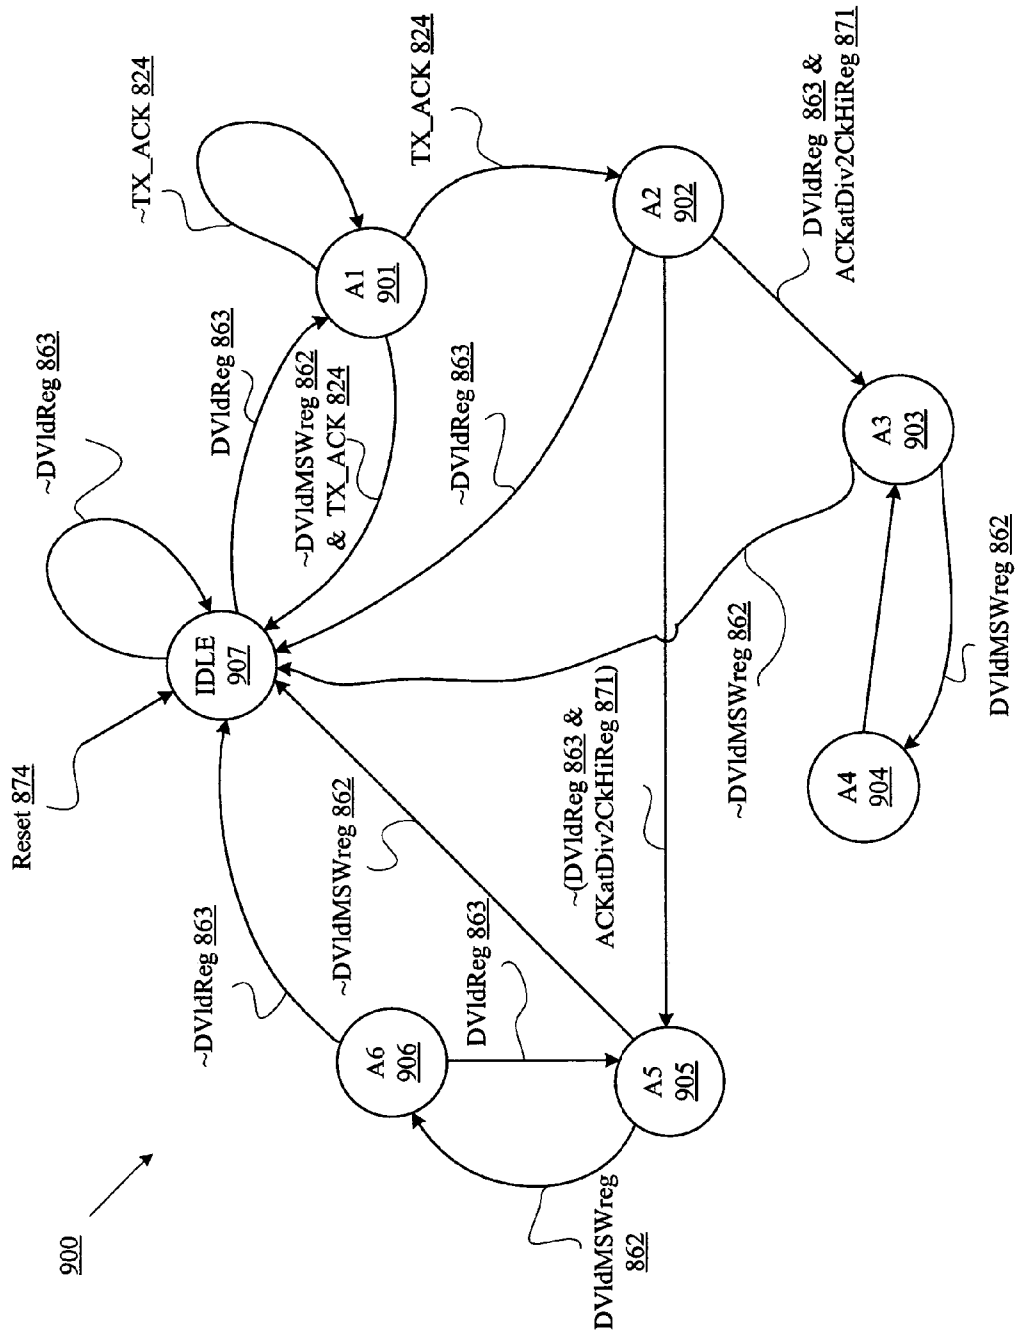 900
Reset 874
~DVldReg 863
~TX_ACK 824
IDLE
907
DVldReg 863
A1
901
TX_ACK 824
~DVldMSWreg 862
& TX_ACK 824
~DVldReg 863
A2
902
DVldReg 863 &
ACKatDiv2CkHiReg 871
~DVldReg 863
~DVldMSWreg 862
A6
906
DVldReg 863
~(DVldReg 863 &
ACKatDiv2CkHiReg 871)
A3
903
~DVldMSWreg 862
DVldMSWreg
862
A5
905
A4
904
DVldMSWreg 862